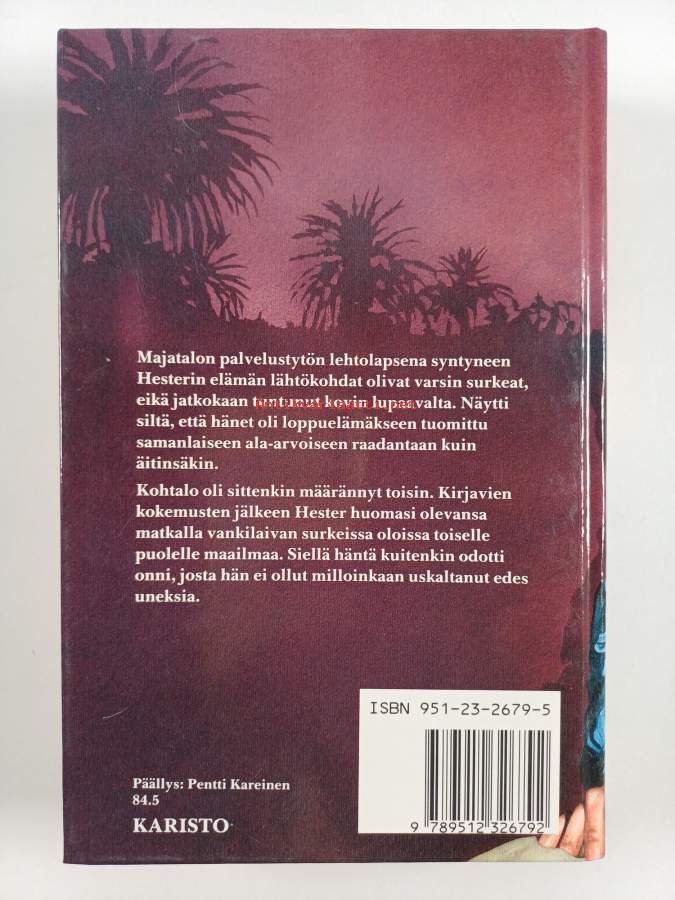 Majatalon palvelustytön lehtolapsena syntyneen
Hesterin elämän lähtökohdat olivat varsin surkeat,
eikä jatkokaan tuntunut kovin lupaavalta. Näytti
siltä, että hänet oli loppuelämäkseen tuomittu
samanlaiseen ala-arvoiseen raadantaan kuin
äitinsäkin.
Kohtalo oli sittenkin määrännyt toisin. Kirjavien
kokemusten jälkeen Hester huomasi olevansa
matkalla vankilaivan surkeissa oloissa toiselle
puolelle maailmaa. Siellä häntä kuitenkin odotti
onni, josta hän ei ollut milloinkaan uskaltanut edes
uneksia.
ISBN 951-23-2679-5
9 789512 326792
Päällys: Pentti Kareinen
84.5
KARISTO